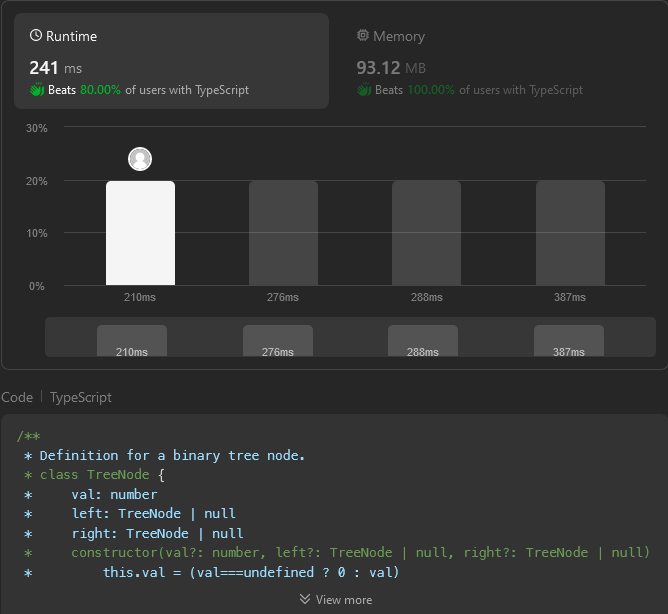 Runtime
Memory
241 ms
93.12 MB
Beats 80.00% of users with TypeScript
Beats 100.00% of users with TypeScript
30%
20%
10%
0%
210ms 276ms 288ms 387ms
210ms 276ms 288ms 387ms
Code | TypeScript
/**
 * Definition for a binary tree node.
 * class TreeNode {
 *     val: number
 *     left: TreeNode | null
 *     right: TreeNode | null
 *     constructor(val?: number, left?: TreeNode | null, right?: TreeNode | null)
 *         this.val = (val===undefined ? 0 : val)
View more